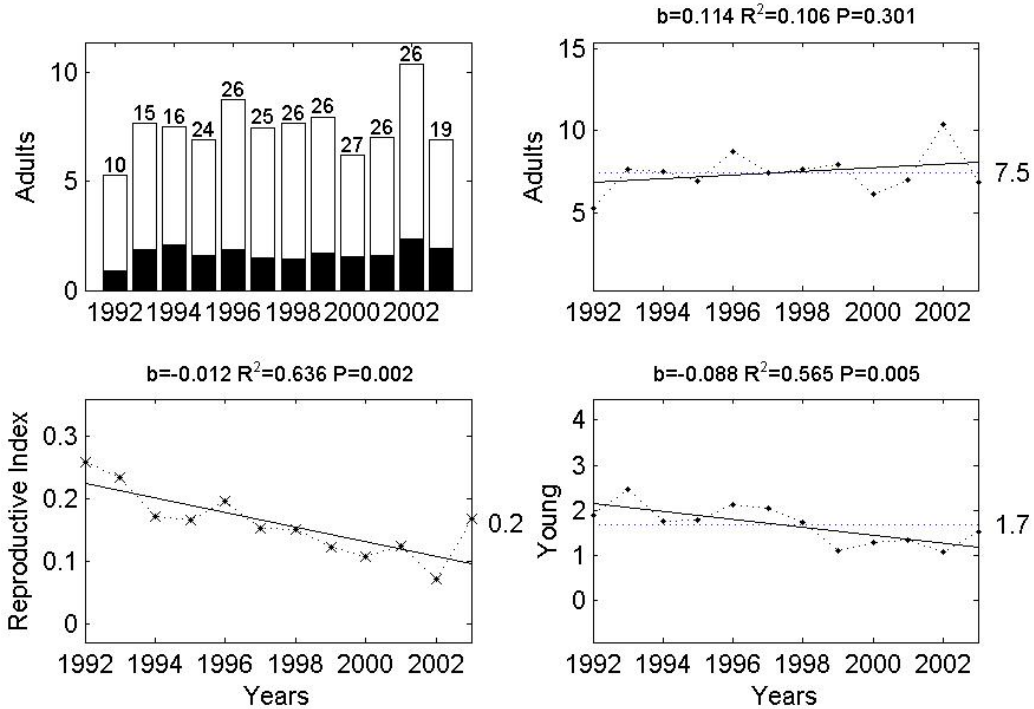 10
15
16
24
26
25
26
26
27
26
26
19
Adults
10
5
0
1992 1994 1996 1998 2000 2002
b=0.114 R²=0.106 P=0.301
Adults
15
10
5
7.5
1992 1994 1996 1998 2000 2002
b=-0.012 R²=0.636 P=0.002
Reproductive Index
0.3
0.2
0.1
0
0.2
1992 1994 1996 1998 2000 2002
Years
b=-0.088 R²=0.565 P=0.005
Young
4
3
2
1
0
1.7
1992 1994 1996 1998 2000 2002
Years